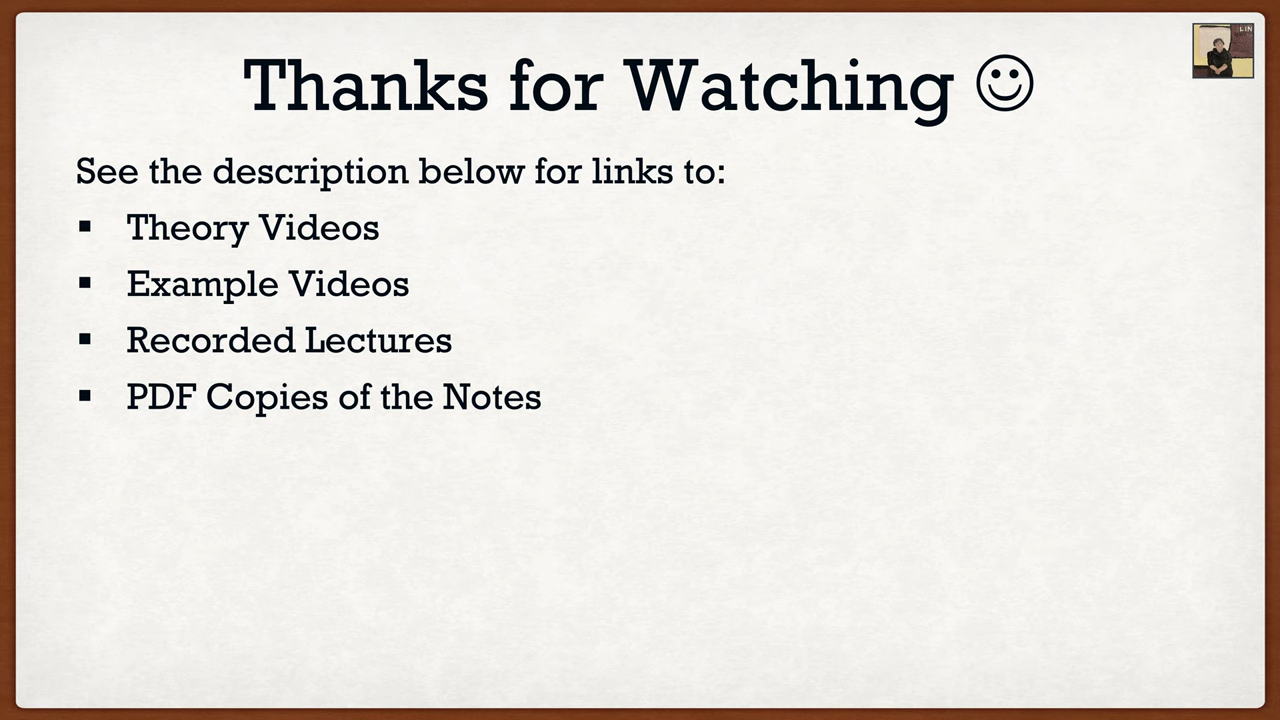 Thanks for Watching ☺
LIN
See the description below for links to:
▪ Theory Videos
▪ Example Videos
▪ Recorded Lectures
▪ PDF Copies of the Notes